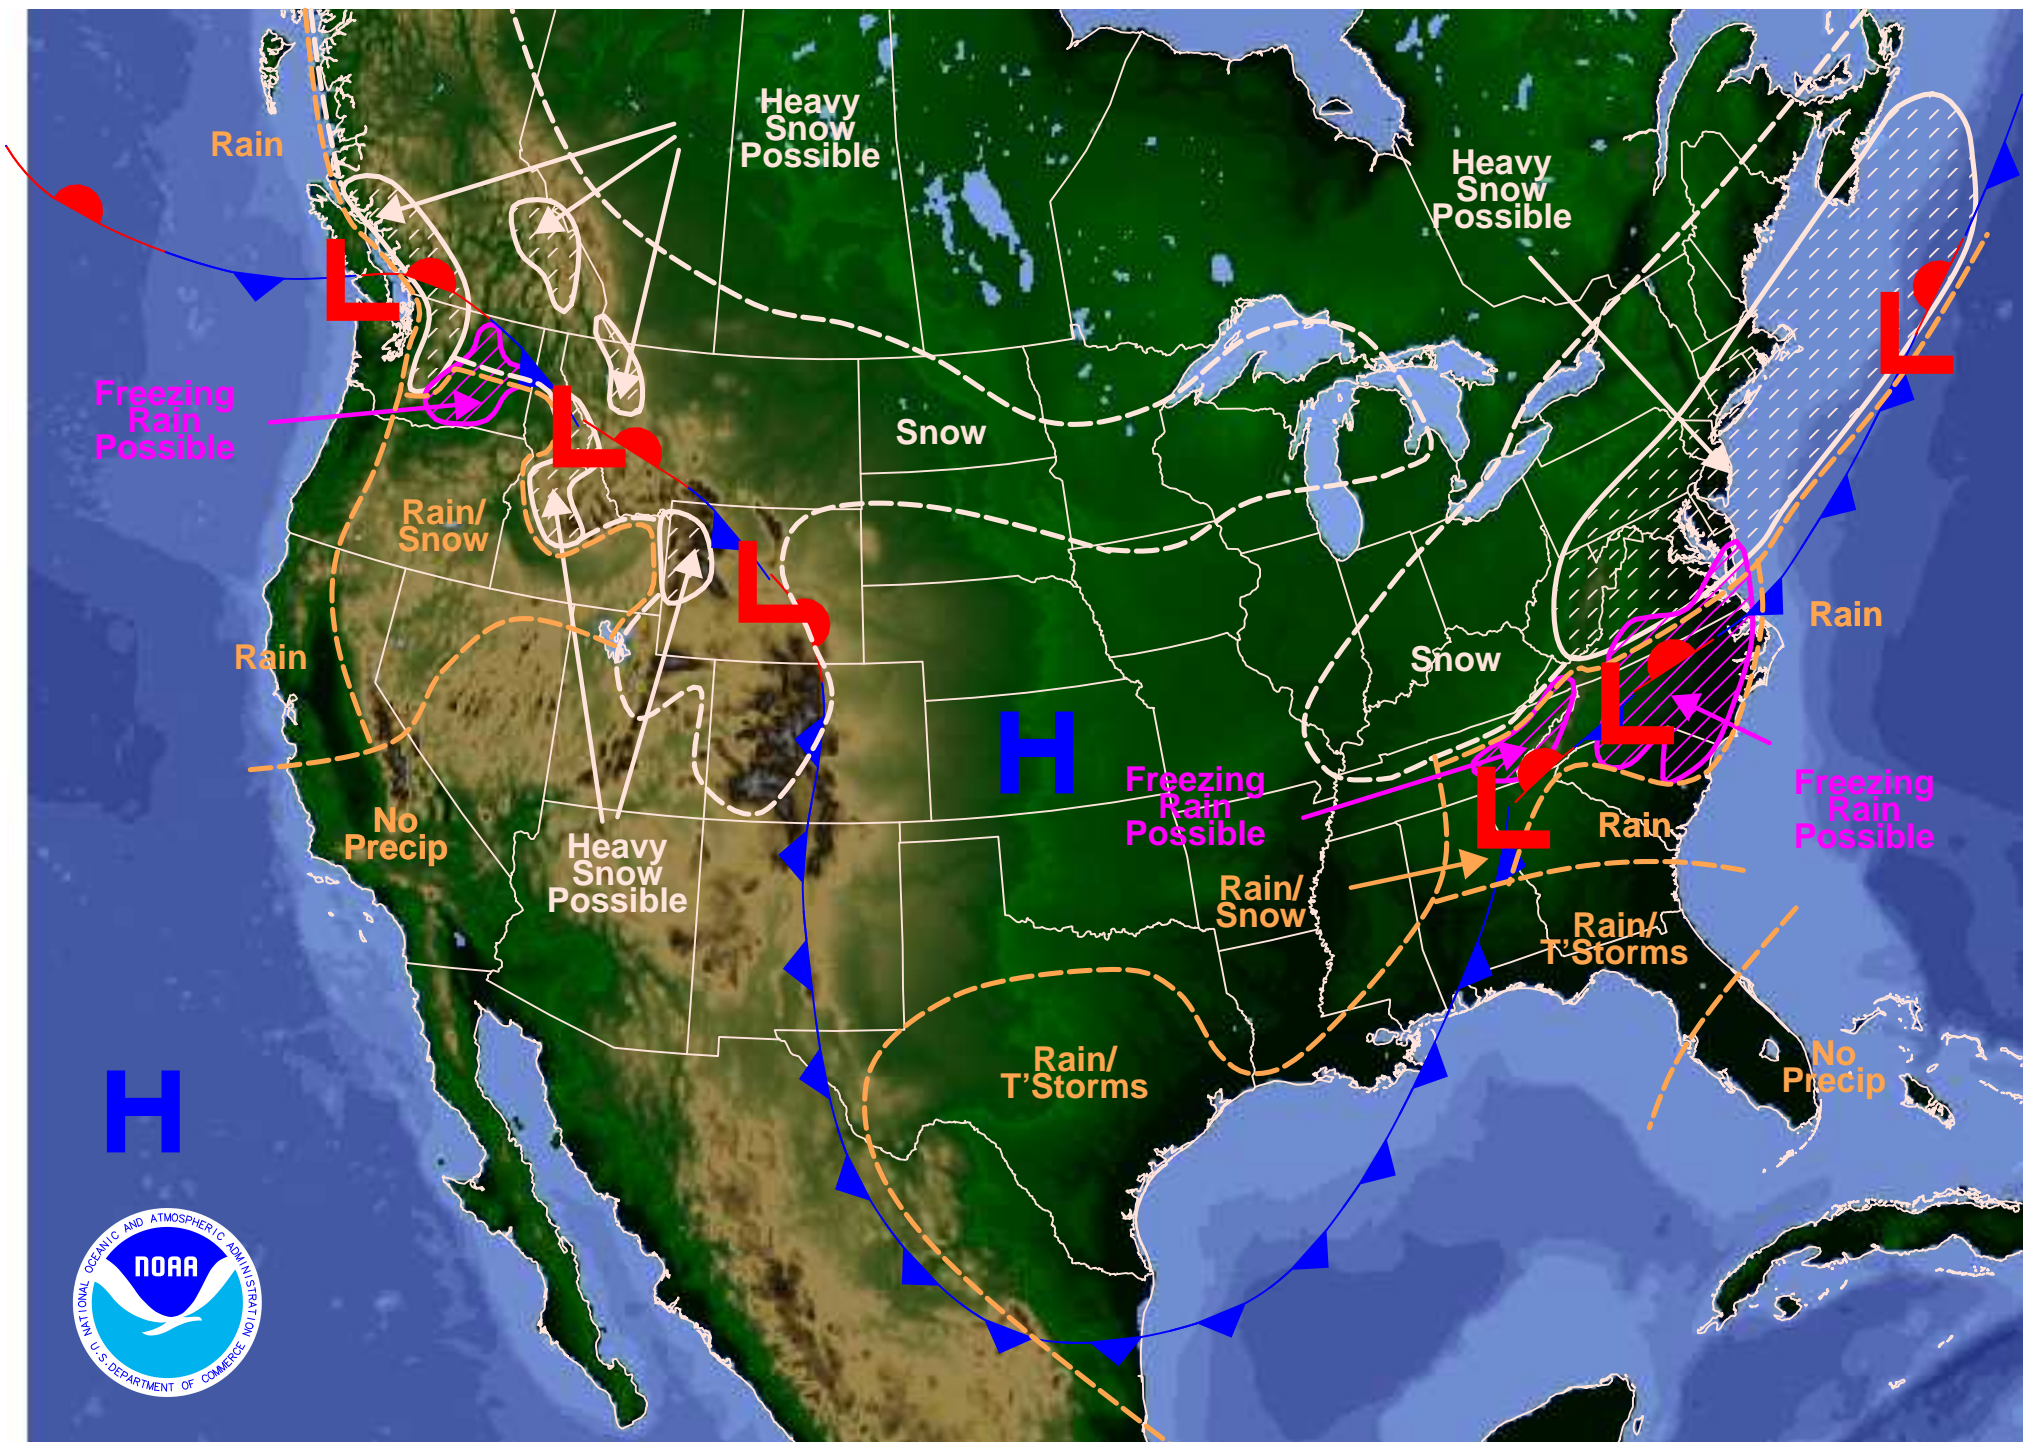 Heavy
Snow
Possible
Rain
Heavy
Snow
Possible
Freezing
Rain
Possible
L
L
Snow
L
Rain/
Snow
L
Rain
Rain
Snow
L
H
Freezing
Rain
Possible
Freezing
Rain
Possible
L
No
Precip
Rain
Heavy
Snow
Possible
Rain/
Snow
Rain/
T'Storms
Rain/
T'Storms
No
Precip
H
NATIONAL OCEANIC AND ATMOSPHERIC ADMINISTRATION
NOAA
U.S. DEPARTMENT OF COMMERCE